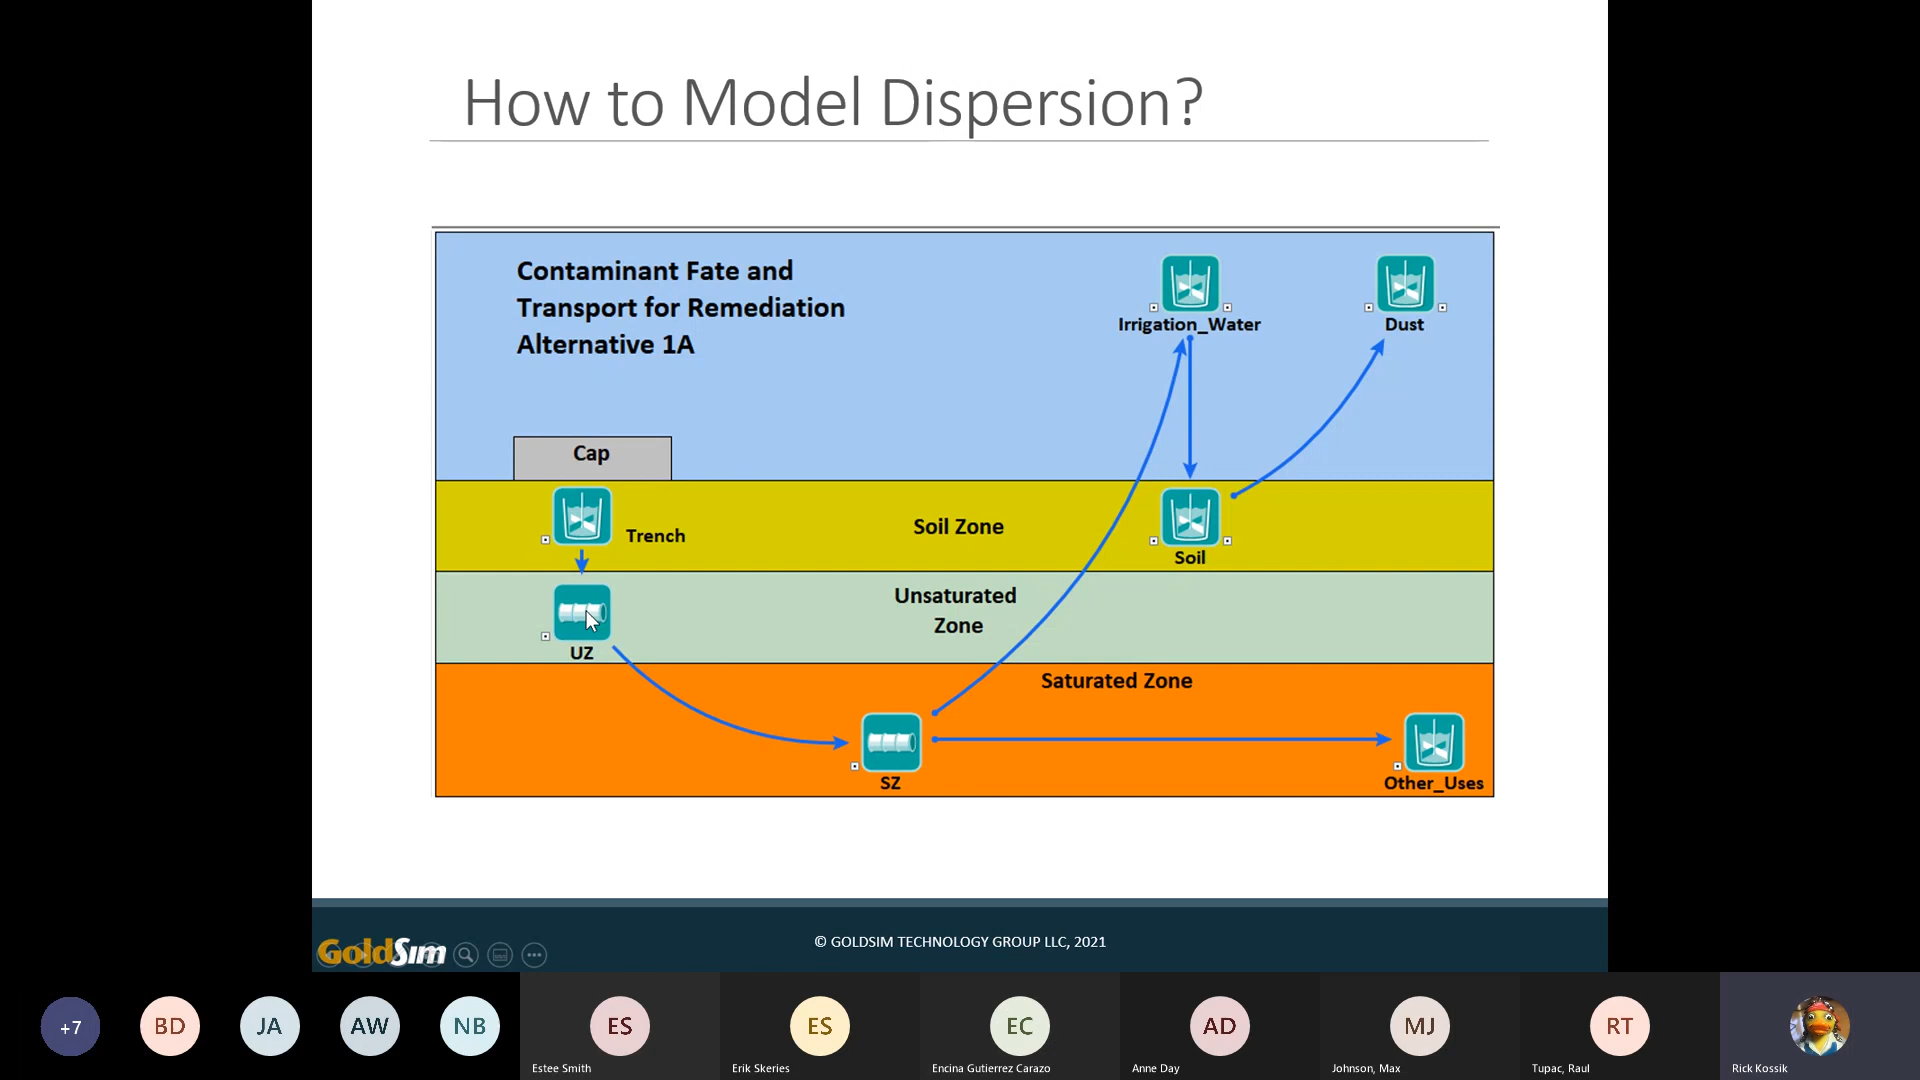 How to Model Dispersion?
Contaminant Fate and
Transport for Remediation
Alternative 1A
Irrigation_Water
Dust
Cap
Trench
Soil Zone
Soil
Unsaturated
Zone
UZ
Saturated Zone
SZ
Other_Uses
GoldSim
© GOLDSIM TECHNOLOGY GROUP LLC, 2021
+7
BD
JA
AW
NB
ES
ES
EC
AD
MJ
RT
Estee Smith
Erik Skeries
Encina Gutierrez Carazo
Anne Day
Johnson, Max
Tupac, Raul
Rick Kossik